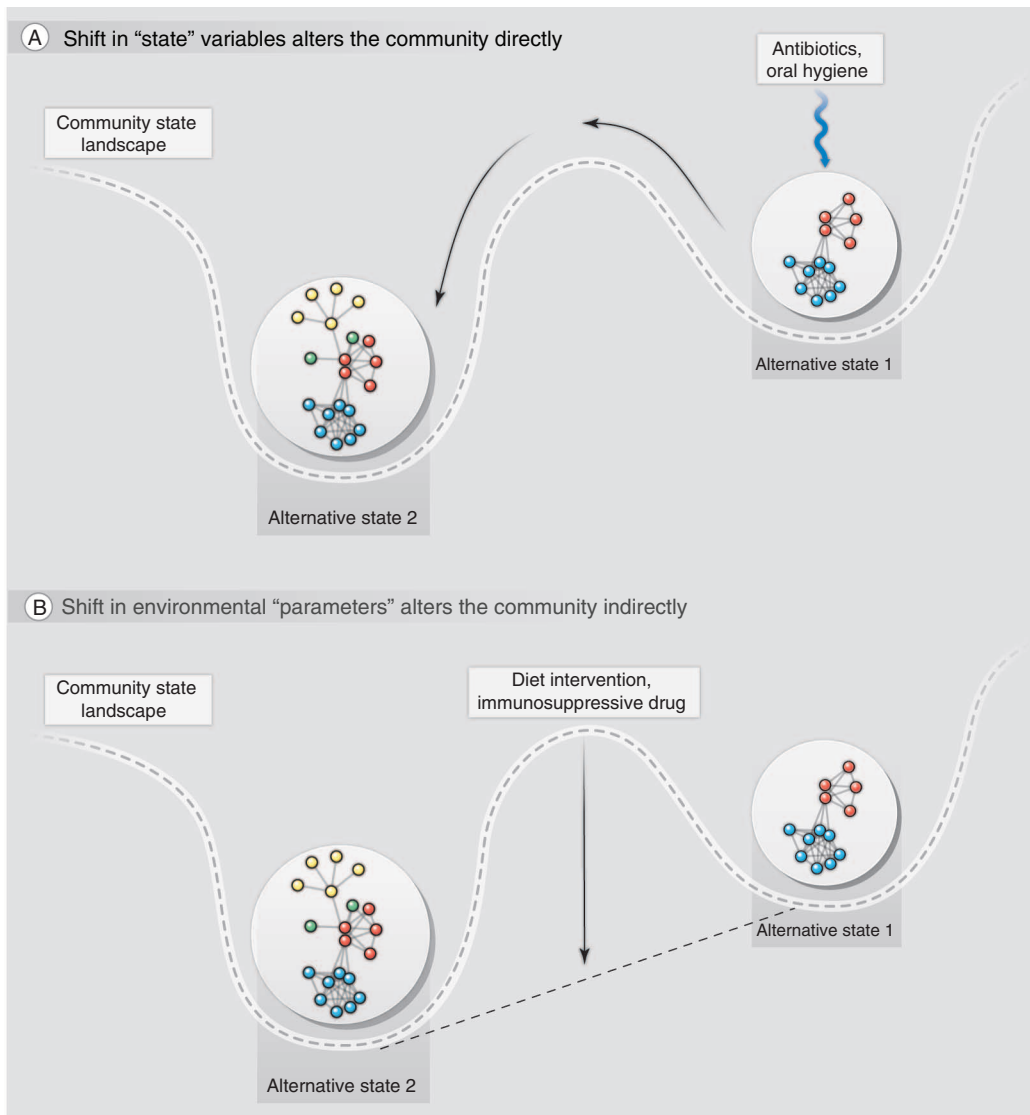 A Shift in “state” variables alters the community directly
Antibiotics,
oral hygiene
Community state
landscape
Alternative state 1
Alternative state 2
B Shift in environmental “parameters” alters the community indirectly
Community state
landscape
Diet intervention,
immunosuppressive drug
Alternative state 1
Alternative state 2